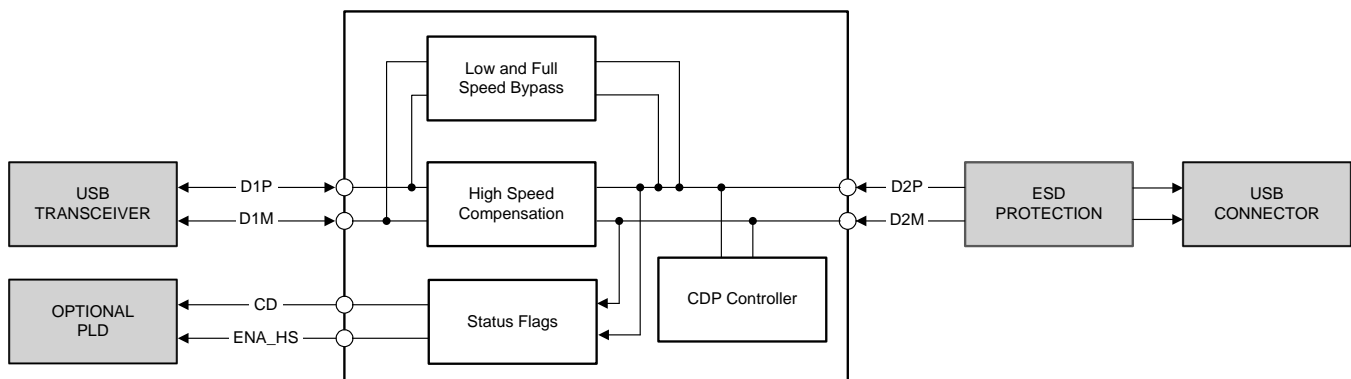 Low and Full
Speed Bypass
USB
TRANSCEIVER
D1P
D1M
High Speed
Compensation
D2P
D2M
ESD
PROTECTION
USB
CONNECTOR
OPTIONAL
PLD
CD
ENA_HS
Status Flags
CDP Controller